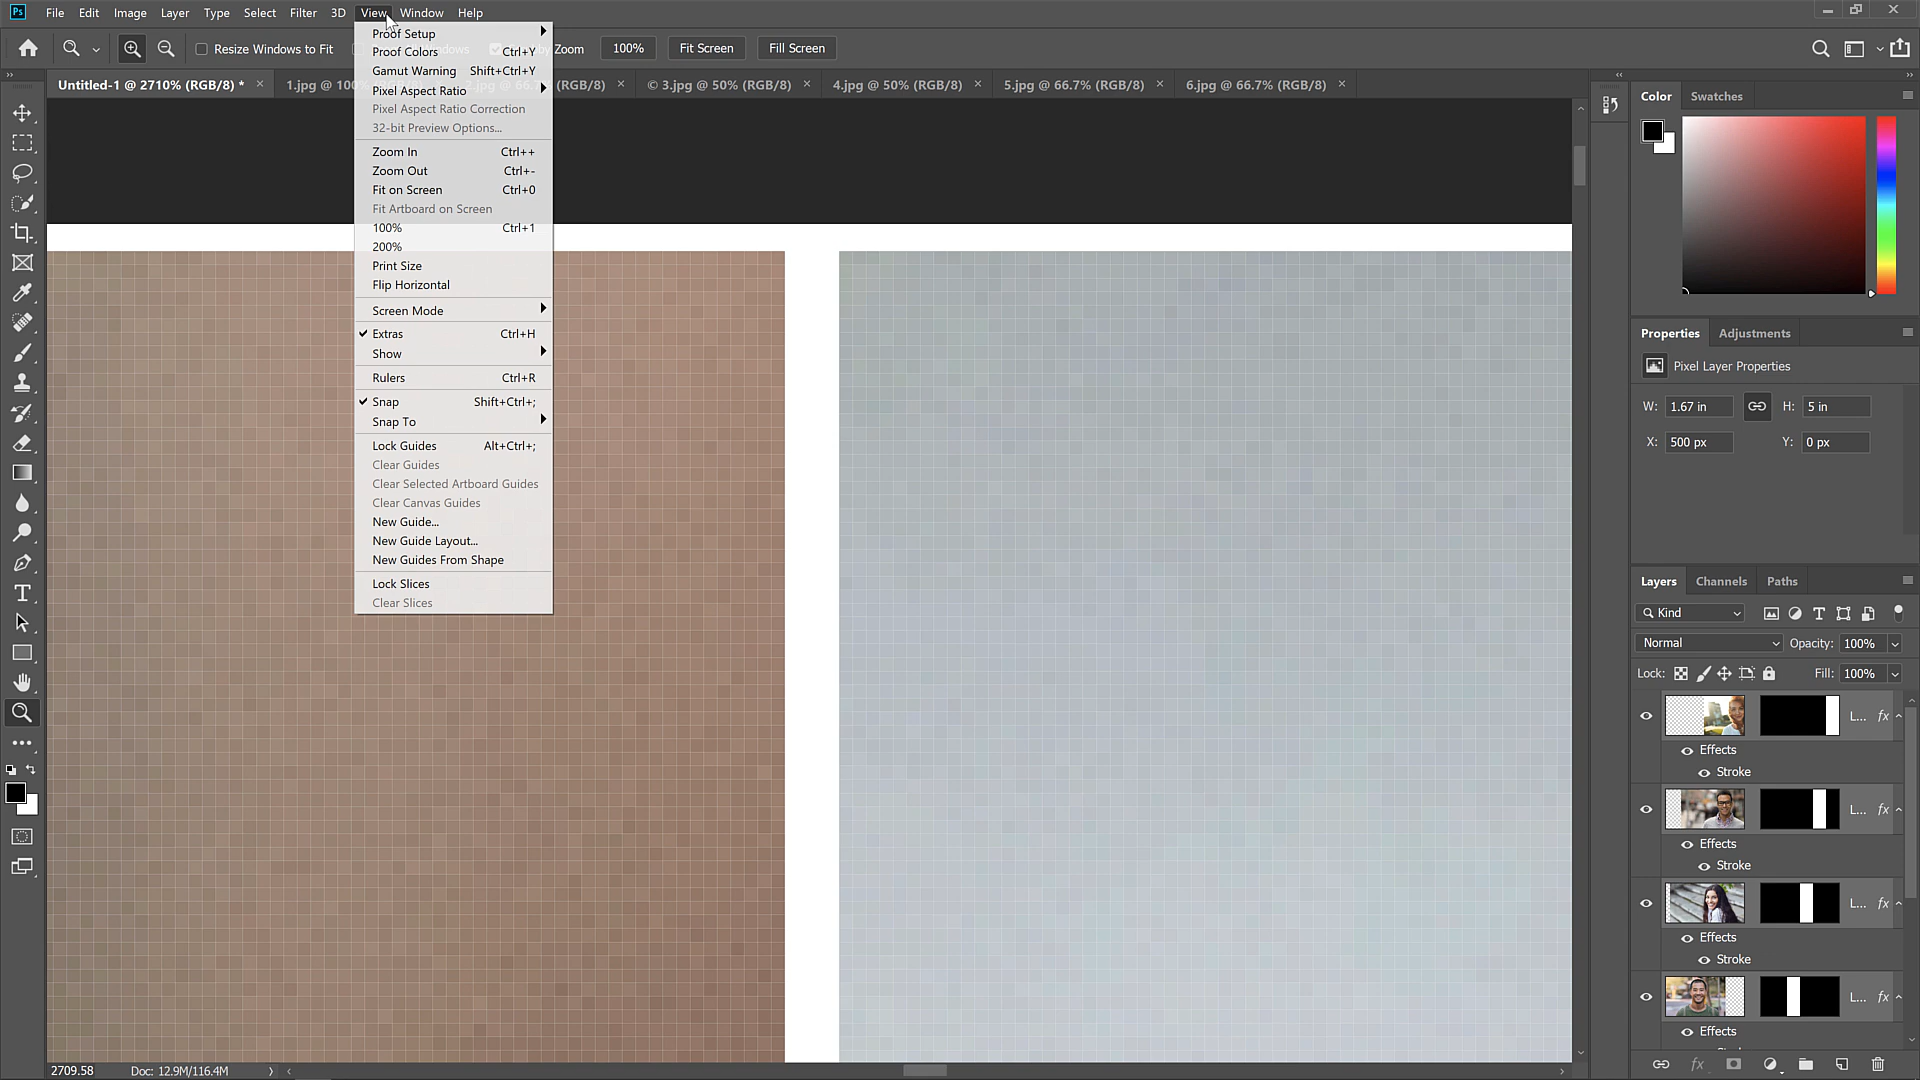 Ps File Edit Image Layer Type Select Filter 3D View Window Help
Resize Windows to Fit Zoom 100% Fit Screen Fill Screen
Untitled-1 @ 2710% (RGB/8) * × 1.jpg @ 100% (RGB/8) × © 3.jpg @ 50% (RGB/8) × 4.jpg @ 50% (RGB/8) × 5.jpg @ 66.7% (RGB/8) × 6.jpg @ 66.7% (RGB/8) ×
Proof Setup
Proof Colors Ctrl+Y
Gamut Warning Shift+Ctrl+Y
Pixel Aspect Ratio
Pixel Aspect Ratio Correction
32-bit Preview Options...
Zoom In Ctrl++
Zoom Out Ctrl+-
Fit on Screen Ctrl+0
Fit Artboard on Screen
100% Ctrl+1
200%
Print Size
Flip Horizontal
Screen Mode
Extras Ctrl+H
Show
Rulers Ctrl+R
Snap Shift+Ctrl+;
Snap To
Lock Guides Alt+Ctrl+;
Clear Guides
Clear Selected Artboard Guides
Clear Canvas Guides
New Guide...
New Guide Layout...
New Guides From Shape
Lock Slices
Clear Slices
Color Swatches
Properties Adjustments
Pixel Layer Properties
W: 1.67 in H: 5 in
X: 500 px Y: 0 px
Layers Channels Paths
Kind
Normal Opacity: 100%
Lock: Fill: 100%
L... fx
Effects
Stroke
L... fx
Effects
Stroke
L... fx
Effects
Stroke
L... fx
Effects
2709.58 Doc: 12.9M/116.4M